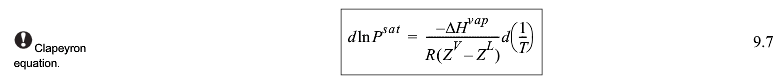 d ln P^sat = −ΔH^vap / R(Z^V − Z^L) d(1/T)
9.7
! Clapeyron
equation.